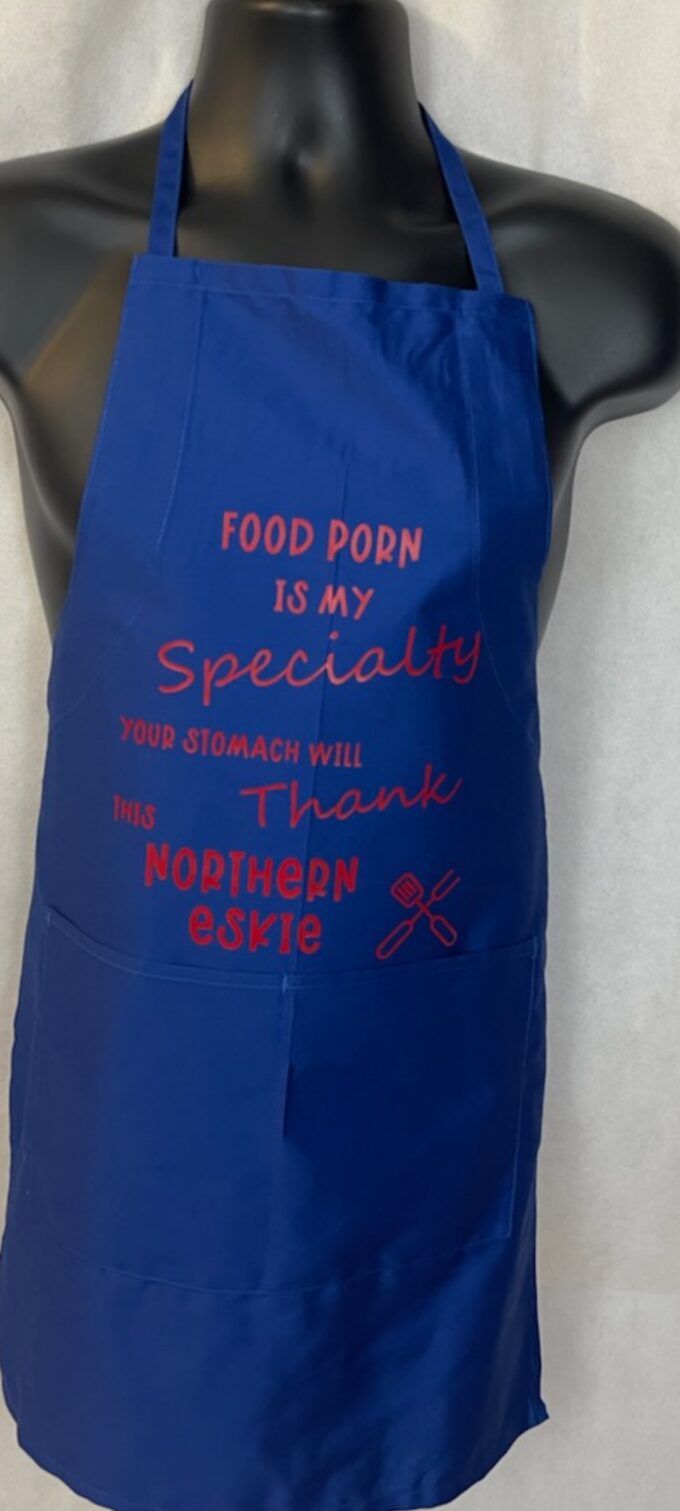 FOOD PORN
IS MY
Specialty
YOUR STOMACH WILL
Thank
THIS
NORTHeRN
eSKIe